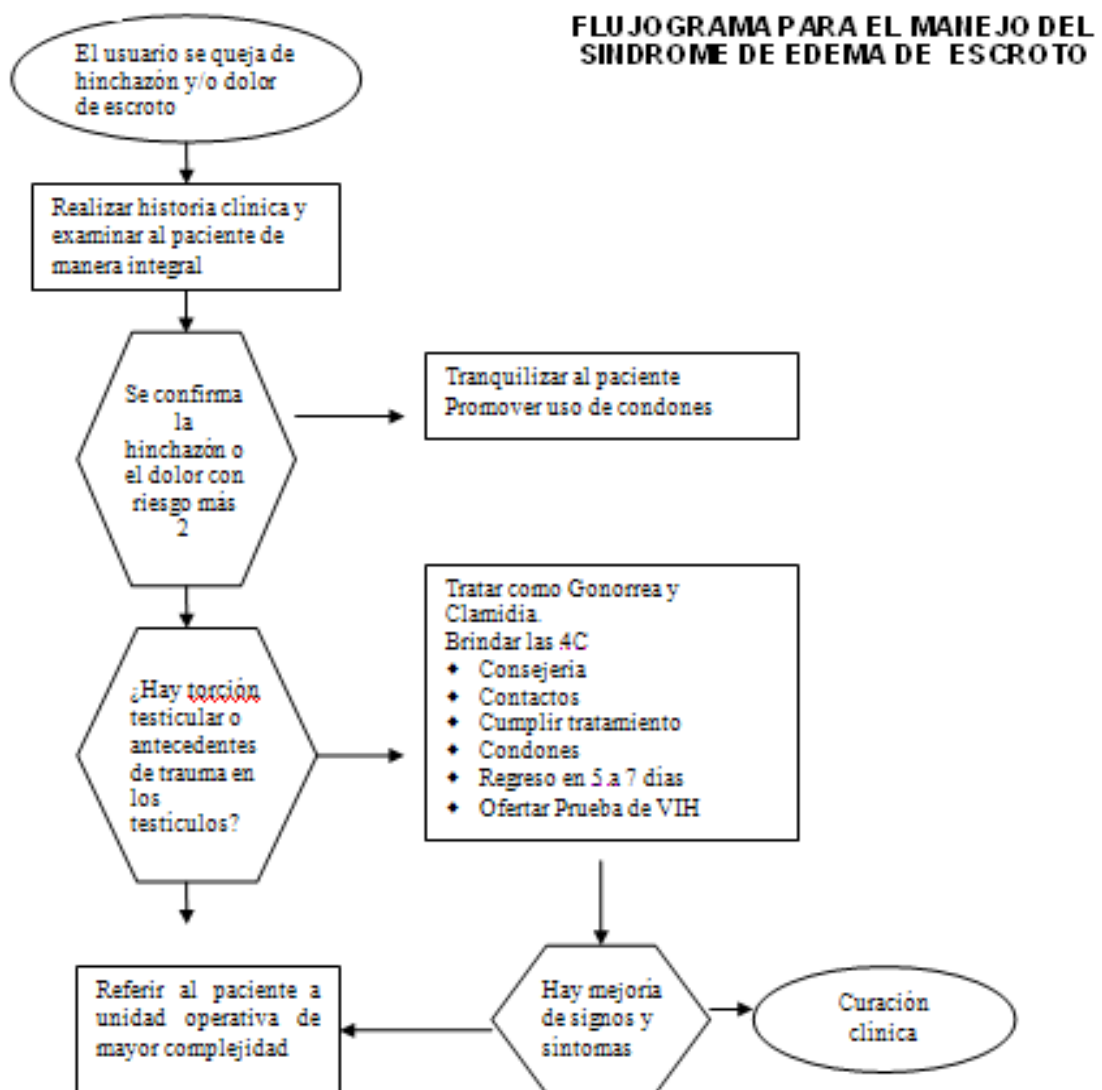 FLUJOGRAMA PARA EL MANEJO DEL
SINDROME DE EDEMA DE ESCROTO
El usuario se queja de
hinchazón y/o dolor
de escroto
Realizar historia clínica y
examinar al paciente de
manera integral
Se confirma
la
hinchazón o
el dolor con
riesgo más
2
Tranquilizar al paciente
Promover uso de condones
¿Hay torción
testicular o
antecedentes
de trauma en
los
testículos?
Tratar como Gonorrea y
Clamidia.
Brindar las 4C
• Consejería
• Contactos
• Cumplir tratamiento
• Condones
• Regreso en 5 a 7 días
• Ofertar Prueba de VIH
Referir al paciente a
unidad operativa de
mayor complejidad
Hay mejoría
de signos y
síntomas
Curación
clínica